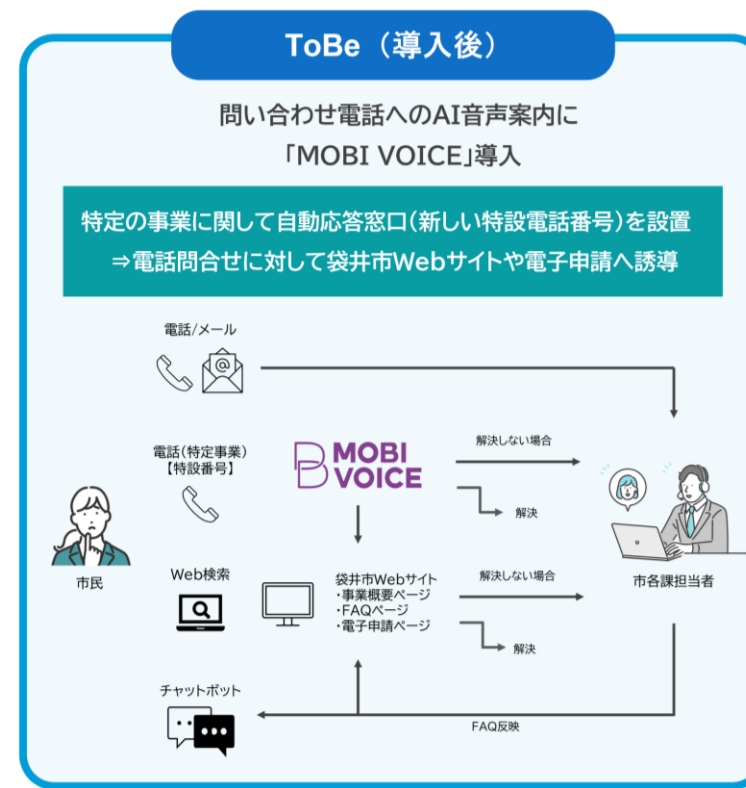 ToBe（導入後）
問い合わせ電話へのAI音声案内に
「MOBI VOICE」導入
特定の事業に関して自動応答窓口（新しい特設電話番号）を設置
⇒電話問合せに対して袋井市Webサイトや電子申請へ誘導
電話/メール
電話（特定事業）
【特設番号】
MOBI
VOICE
解決しない場合
解決
市民
市各課担当者
Web検索
袋井市Webサイト
・事業概要ページ
・FAQページ
・電子申請ページ
解決しない場合
解決
チャットボット
FAQ反映